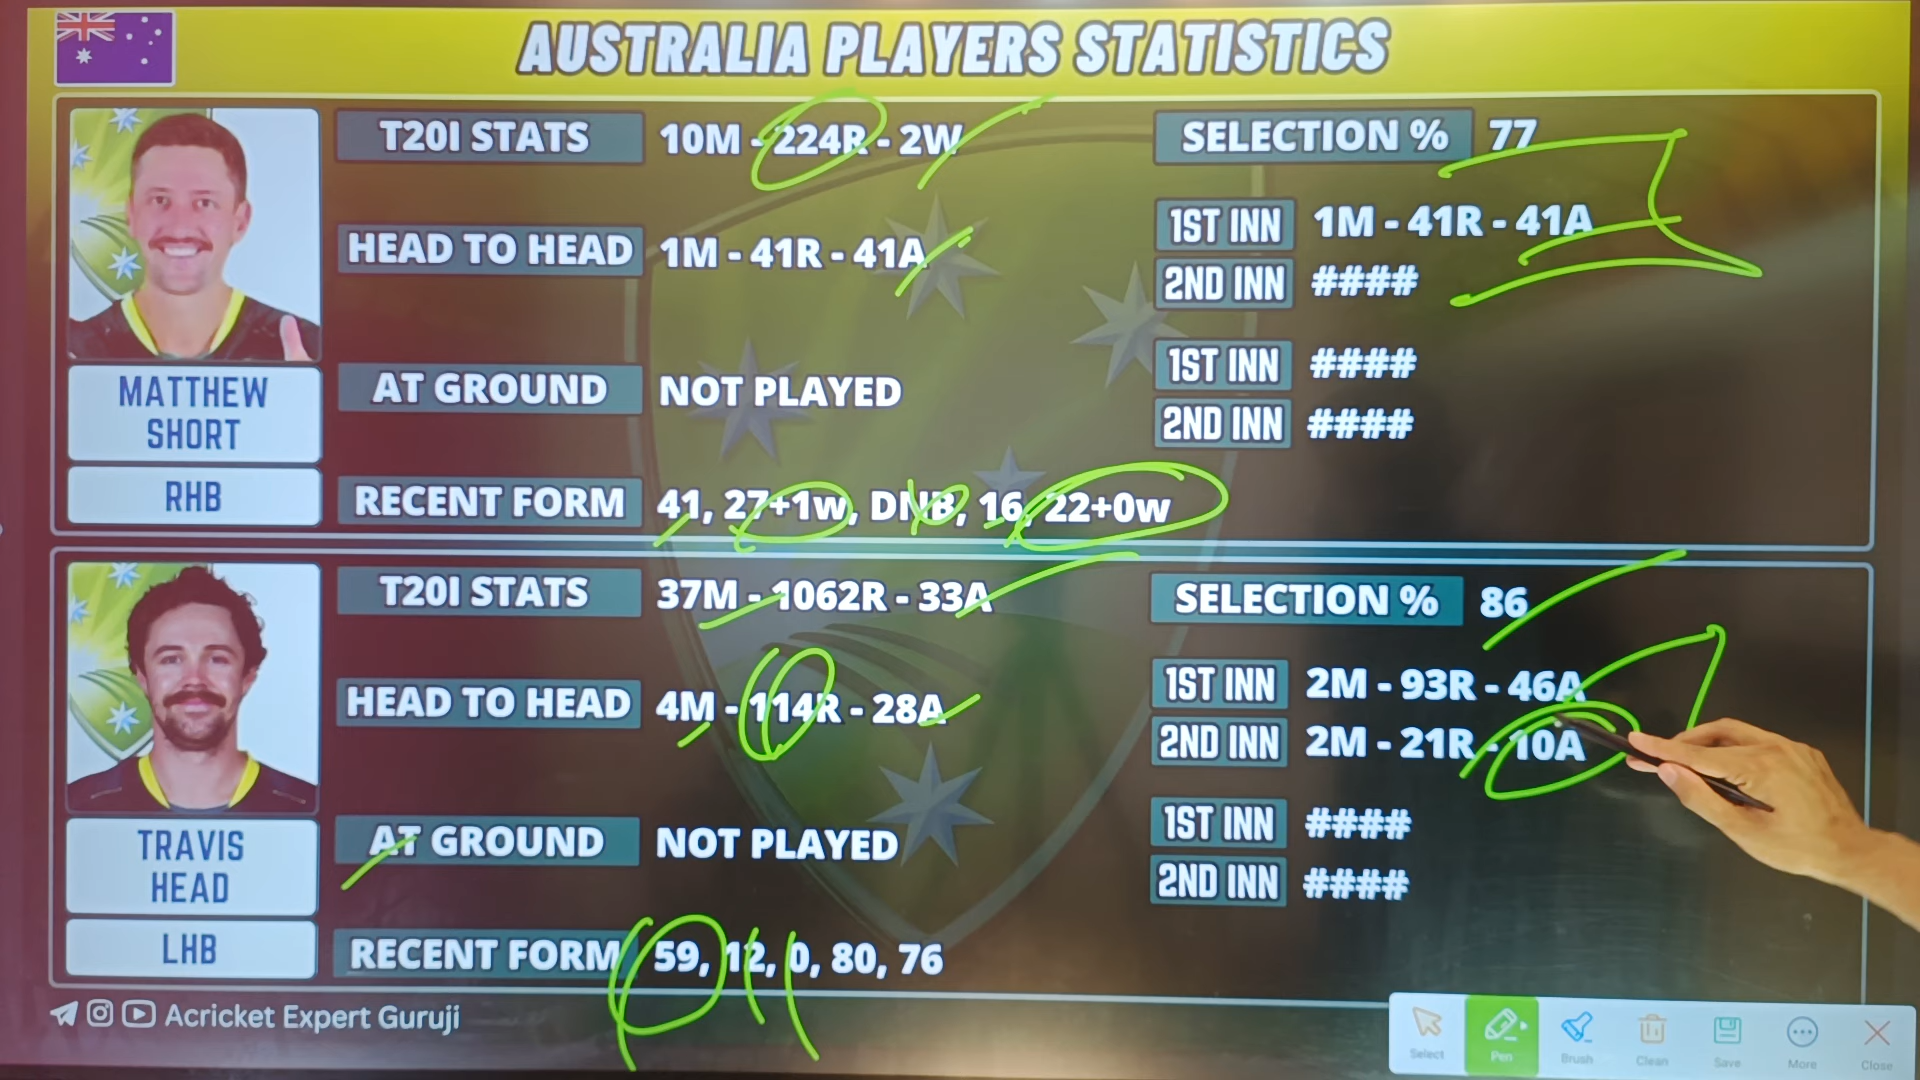 AUSTRALIA PLAYERS STATISTICS
T20I STATS 10M - 224R - 2W
SELECTION % 77
HEAD TO HEAD 1M - 41R - 41A
1ST INN 1M - 41R - 41A
2ND INN ####
AT GROUND NOT PLAYED
1ST INN ####
2ND INN ####
MATTHEW
SHORT
RHB
RECENT FORM 41, 27+1w, DNB, 16, 22+0w
T20I STATS 37M - 1062R - 33A
SELECTION % 86
HEAD TO HEAD 4M - 114R - 28A
1ST INN 2M - 93R - 46A
2ND INN 2M - 21R - 10A
AT GROUND NOT PLAYED
1ST INN ####
2ND INN ####
TRAVIS
HEAD
LHB
RECENT FORM 59, 12, 0, 80, 76
Acricket Expert Guruji
Select Pen Brush Clean Save More Close